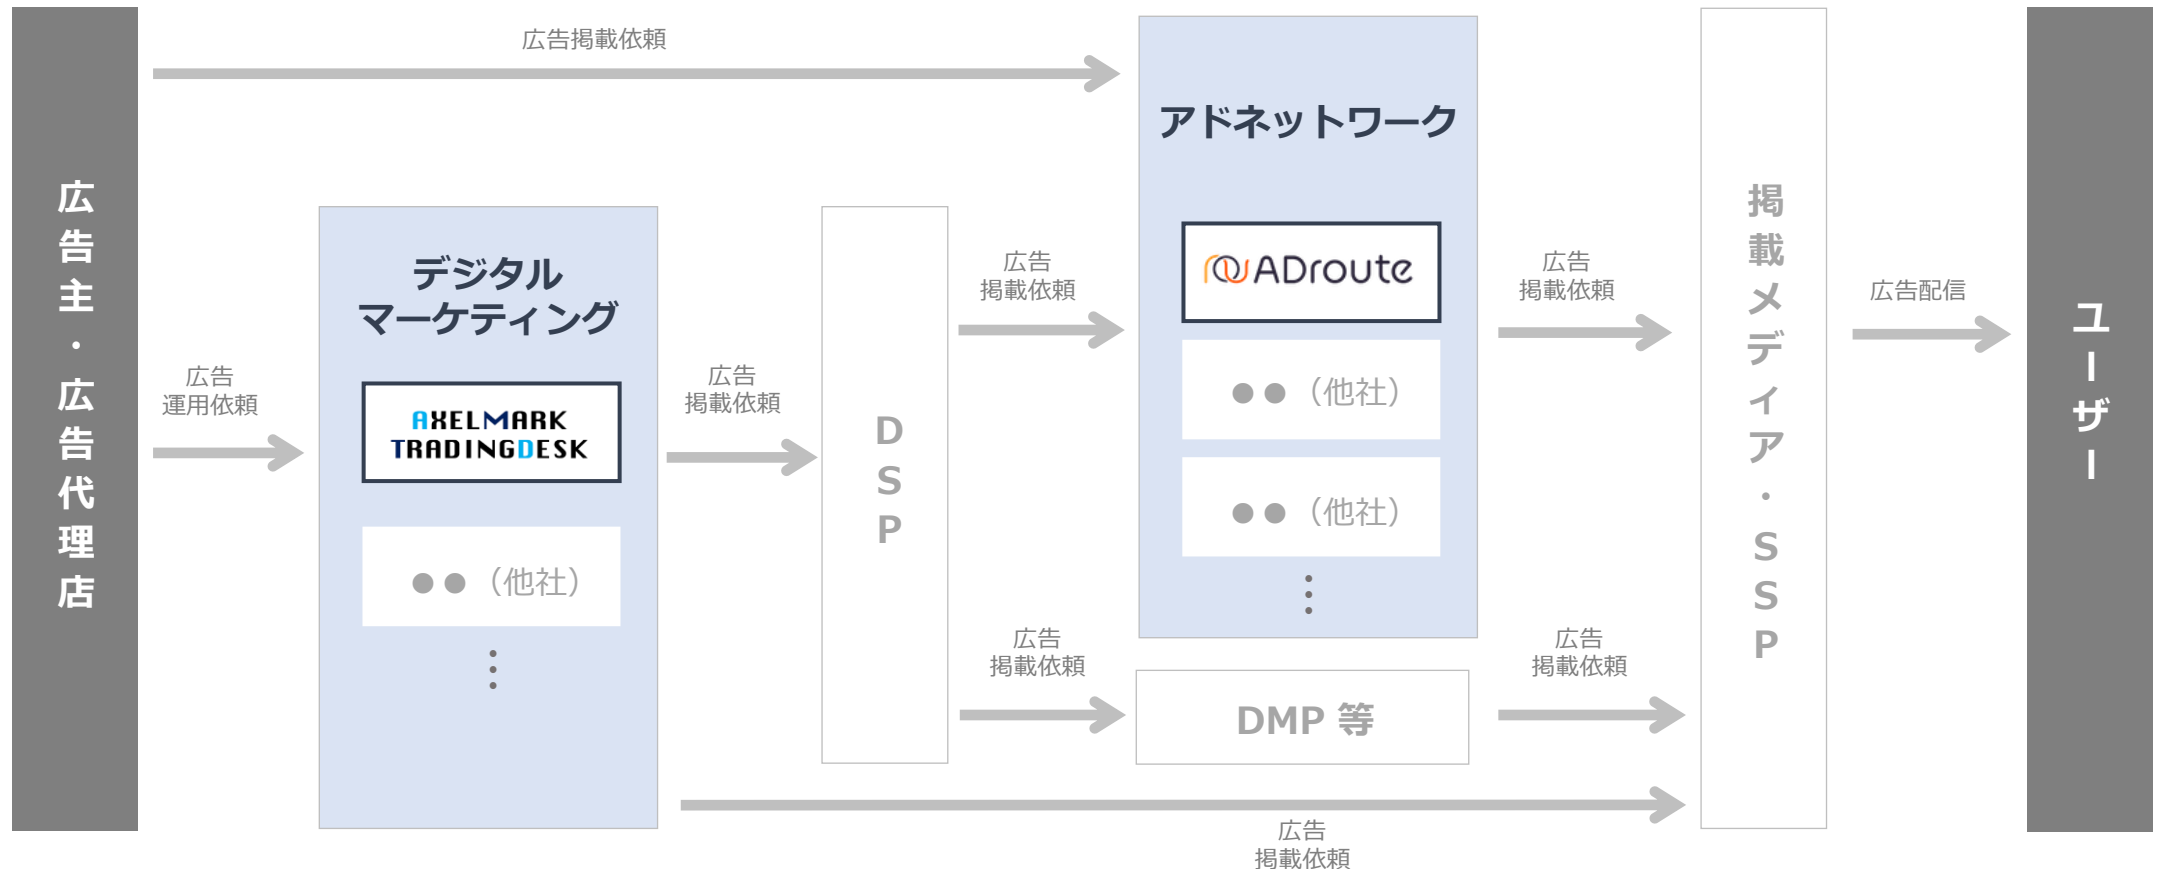 広告主・広告代理店
広告掲載依頼
広告
運用依頼
デジタル
マーケティング
AXELMARK
TRADINGDESK
●●（他社）
広告
掲載依頼
DSP
広告
掲載依頼
広告
掲載依頼
アドネットワーク
ADroute
●●（他社）
●●（他社）
DMP 等
広告
掲載依頼
広告
掲載依頼
広告
掲載依頼
掲載メディア・SSP
広告配信
ユーザー